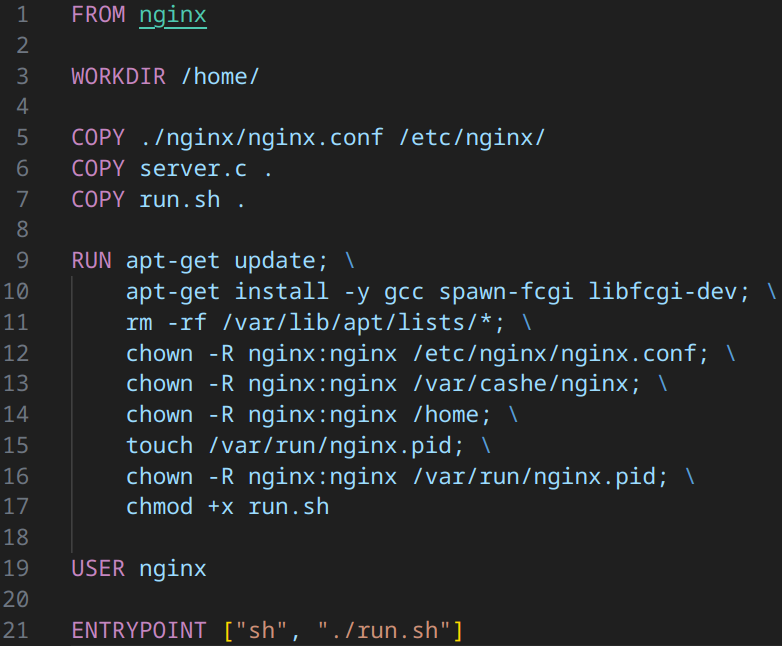 1 FROM nginx
2
3 WORKDIR /home/
4
5 COPY ./nginx/nginx.conf /etc/nginx/
6 COPY server.c .
7 COPY run.sh .
8
9 RUN apt-get update; \
10 apt-get install -y gcc spawn-fcgi libfcgi-dev; \
11 rm -rf /var/lib/apt/lists/*; \
12 chown -R nginx:nginx /etc/nginx/nginx.conf; \
13 chown -R nginx:nginx /var/cashe/nginx; \
14 chown -R nginx:nginx /home; \
15 touch /var/run/nginx.pid; \
16 chown -R nginx:nginx /var/run/nginx.pid; \
17 chmod +x run.sh
18
19 USER nginx
20
21 ENTRYPOINT ["sh", "./run.sh"]